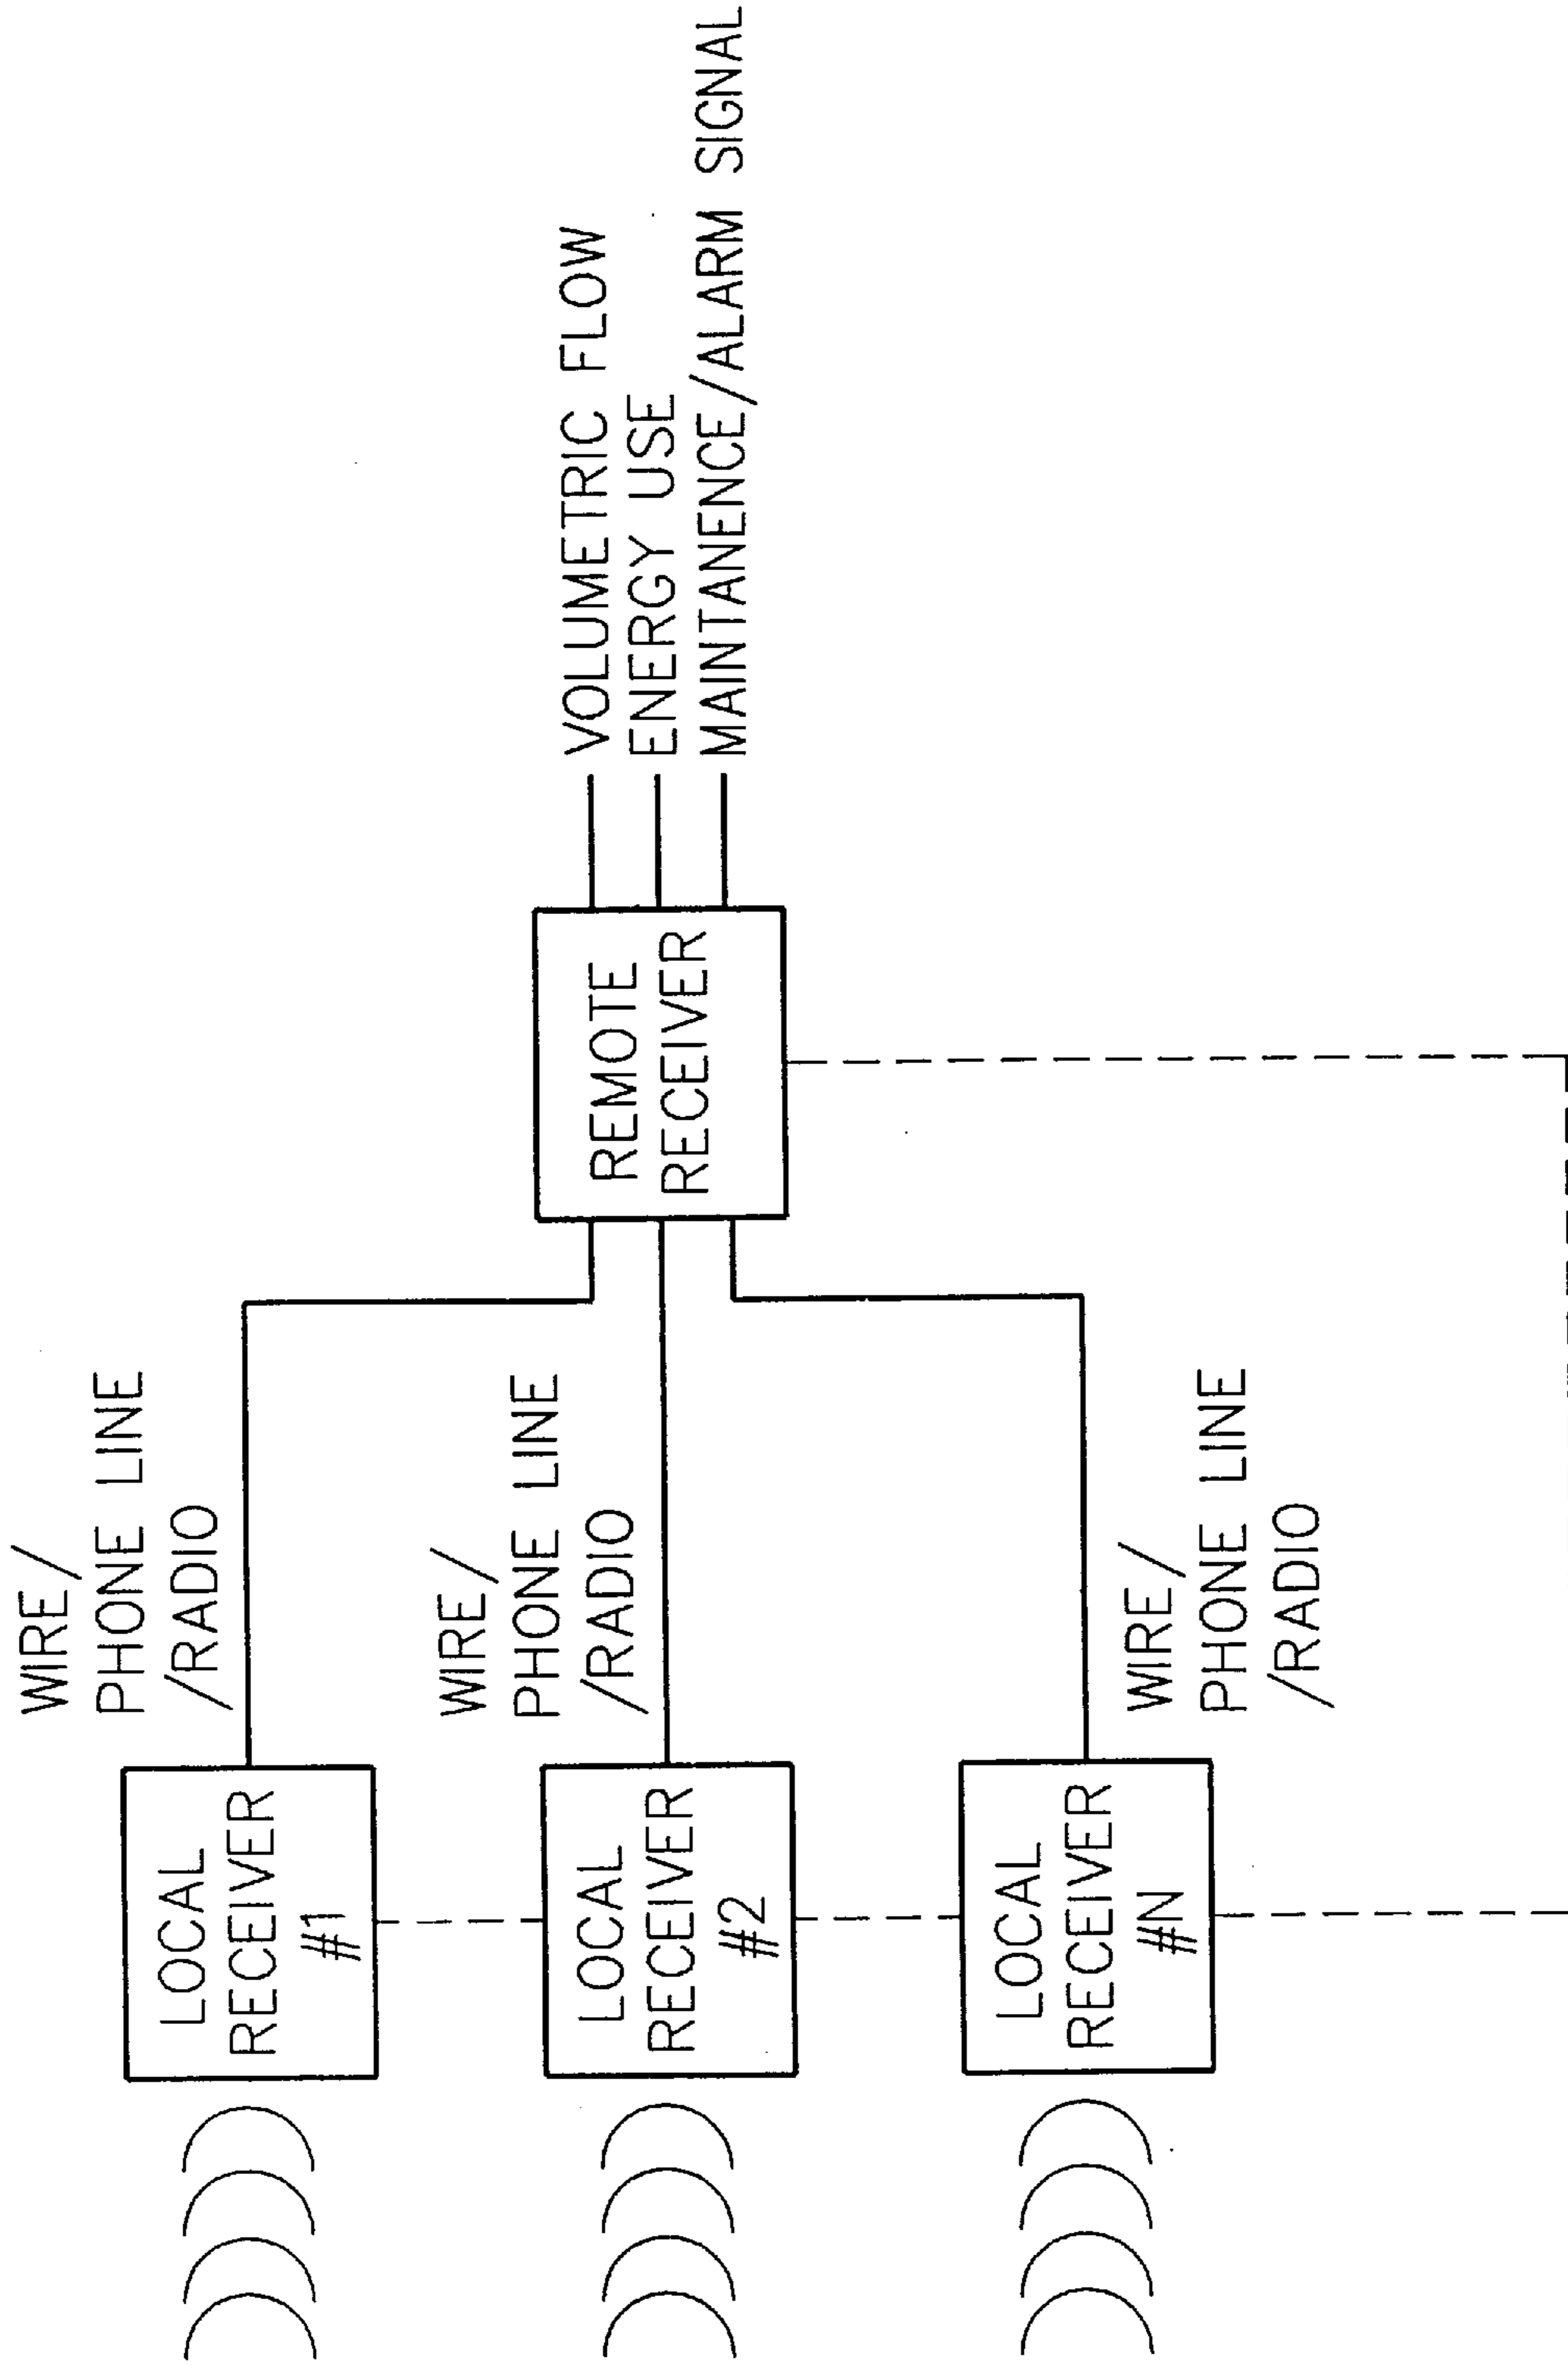 WIRE/
PHONE LINE
/RADIO
LOCAL
RECEIVER
#1
WIRE/
PHONE LINE
/RADIO
LOCAL
RECEIVER
#2
REMOTE
RECEIVER
VOLUMETRIC FLOW
ENERGY USE
MAINTANENCE/ALARM SIGNAL
LOCAL
RECEIVER
#N
WIRE/
PHONE LINE
/RADIO